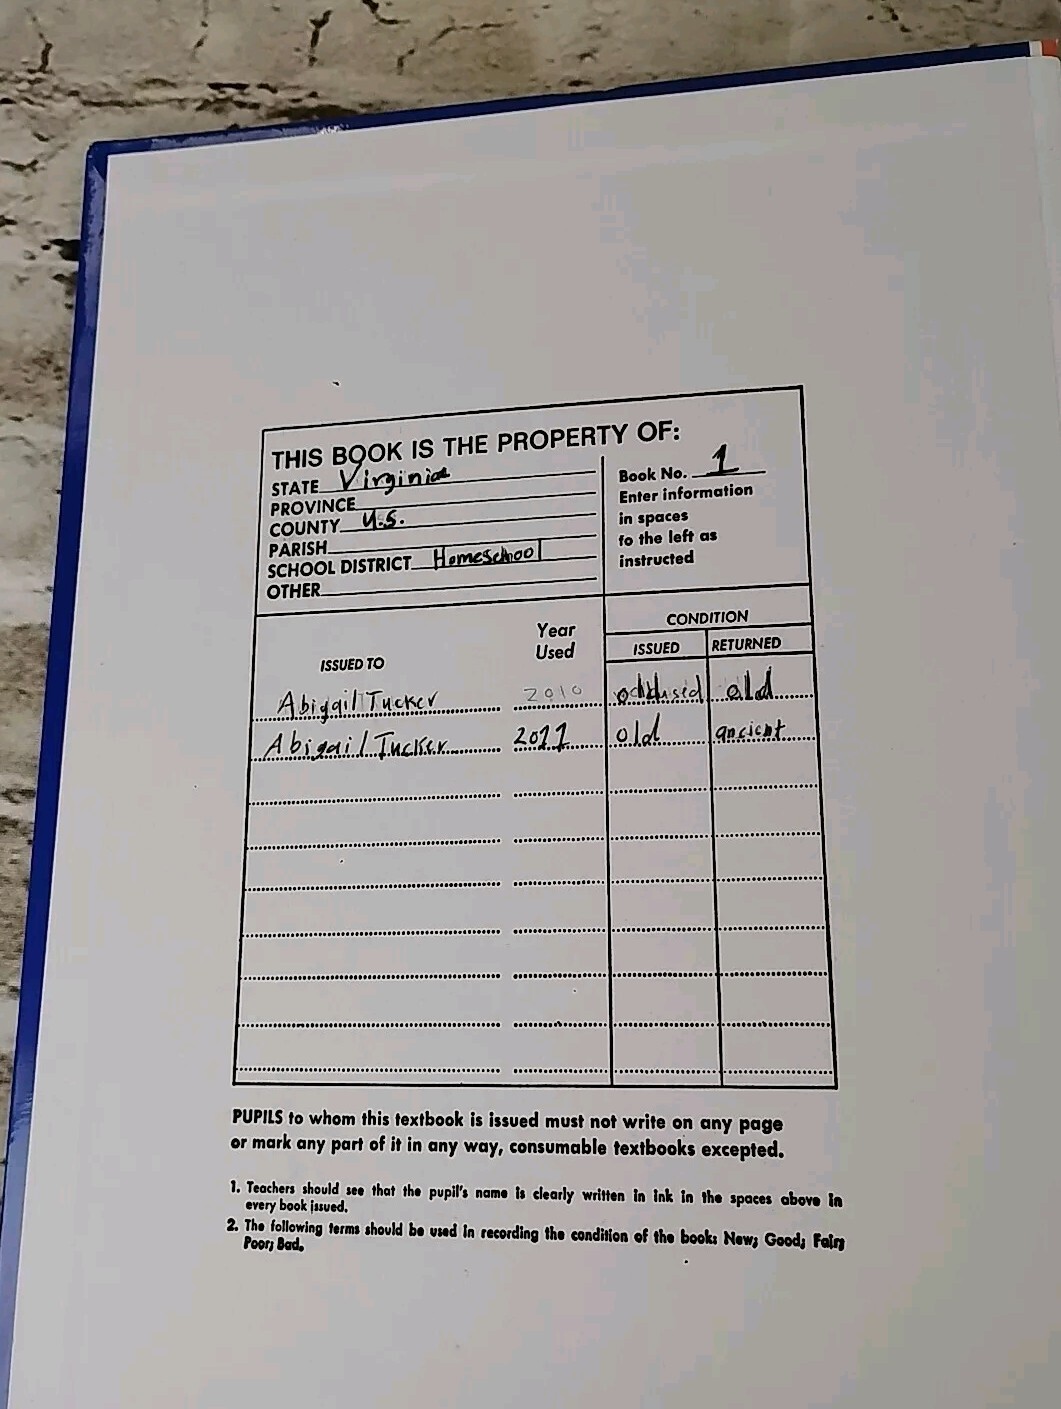 THIS BOOK IS THE PROPERTY OF:
STATE Virginia
PROVINCE
COUNTY U.S.
PARISH
SCHOOL DISTRICT Homeschool
OTHER
Book No. 1
Enter information
in spaces
to the left as
instructed
CONDITION
ISSUED TO
Year
Used
ISSUED RETURNED
Abigail Tucker 2010 old
Abigail Tucker 2011 old ancient
PUPILS to whom this textbook is issued must not write on any page
or mark any part of it in any way, consumable textbooks excepted.
1. Teachers should see that the pupil's name is clearly written in ink in the spaces above in
every book issued.
2. The following terms should be used in recording the condition of the book: New; Good; Fair;
Poor; Bad.